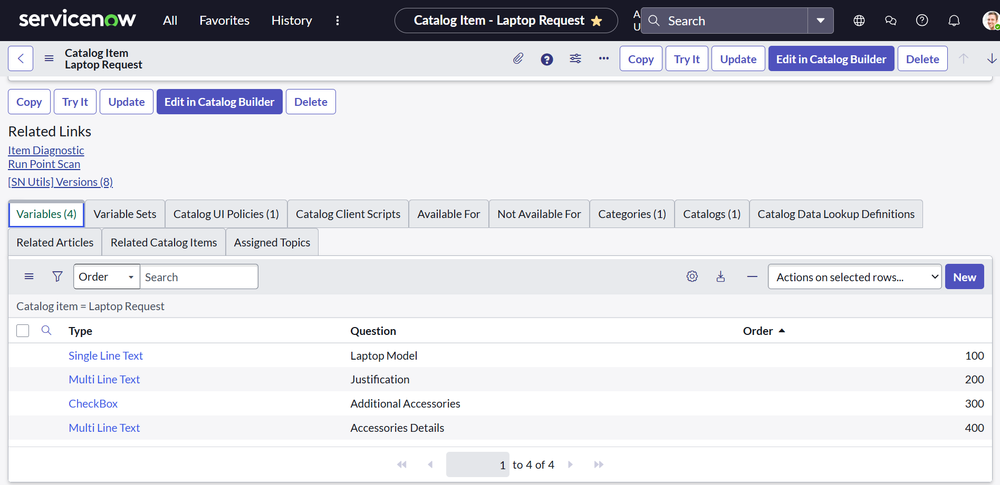 servicenow All Favorites History Catalog Item - Laptop Request A U Search
Catalog Item
Laptop Request
Copy Try It Update Edit in Catalog Builder Delete
Copy Try It Update Edit in Catalog Builder Delete
Related Links
Item Diagnostic
Run Point Scan
[SN Utils] Versions (8)
Variables (4) Variable Sets Catalog UI Policies (1) Catalog Client Scripts Available For Not Available For Categories (1) Catalogs (1) Catalog Data Lookup Definitions
Related Articles Related Catalog Items Assigned Topics
Order Search Actions on selected rows... New
Catalog item = Laptop Request
Type Question Order
Single Line Text Laptop Model 100
Multi Line Text Justification 200
CheckBox Additional Accessories 300
Multi Line Text Accessories Details 400
1 to 4 of 4